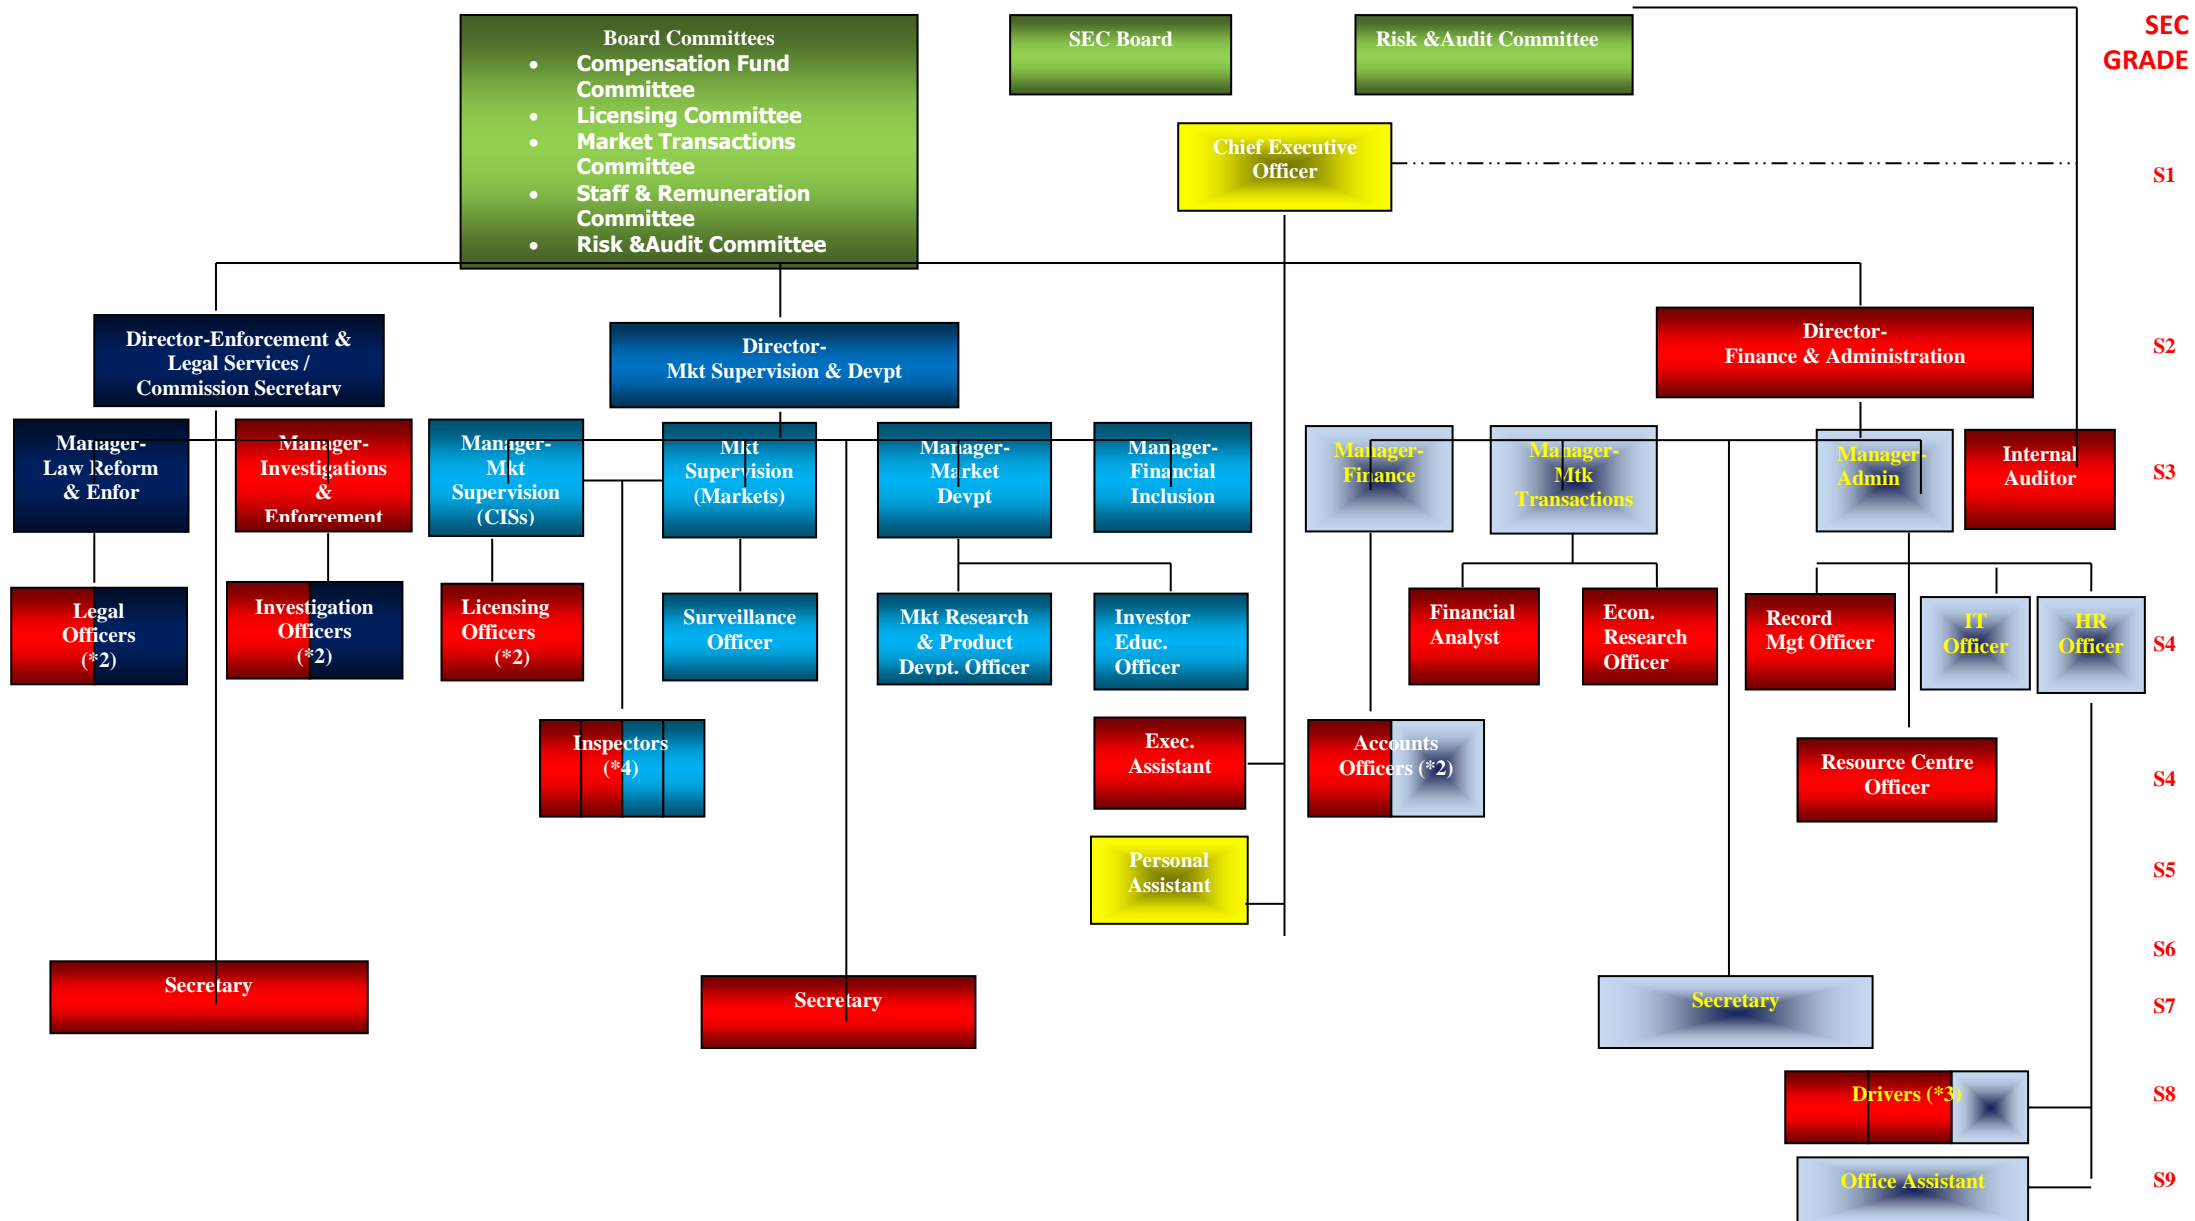 Board Committees
• Compensation Fund
Committee
• Licensing Committee
• Market Transactions
Committee
• Staff & Remuneration
Committee
• Risk &Audit Committee
SEC Board
Risk &Audit Committee
SEC
GRADE
Chief Executive
Officer
S1
Director-Enforcement &
Legal Services /
Commission Secretary
Director-
Mkt Supervision & Devpt
Director-
Finance & Administration
S2
Manager-
Law Reform
& Enfor
Manager-
Investigations
&
Enforcement
Manager-
Mkt
Supervision
(CISs)
Mkt
Supervision
(Markets)
Manager-
Market
Devpt
Manager-
Financial
Inclusion
Manager-
Finance
Manager-
Mtk
Transactions
Manager-
Admin
Internal
Auditor
S3
Legal
Officers
(*2)
Investigation
Officers
(*2)
Licensing
Officers
(*2)
Surveillance
Officer
Mkt Research
& Product
Devpt. Officer
Investor
Educ.
Officer
Financial
Analyst
Econ.
Research
Officer
Record
Mgt Officer
IT
Officer
HR
Officer
S4
Inspectors
(*4)
Exec.
Assistant
Accounts
Officers (*2)
Resource Centre
Officer
S4
Personal
Assistant
S5
S6
Secretary
Secretary
Secretary
S7
Drivers (*3)
S8
Office Assistant
S9